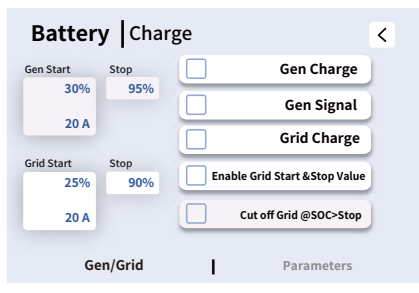 Battery | Charge
Gen Start Stop
30% 95%
20 A
Grid Start Stop
25% 90%
20 A
Gen Charge
Gen Signal
Grid Charge
Enable Grid Start &Stop Value
Cut off Grid @SOC>Stop
Gen/Grid | Parameters